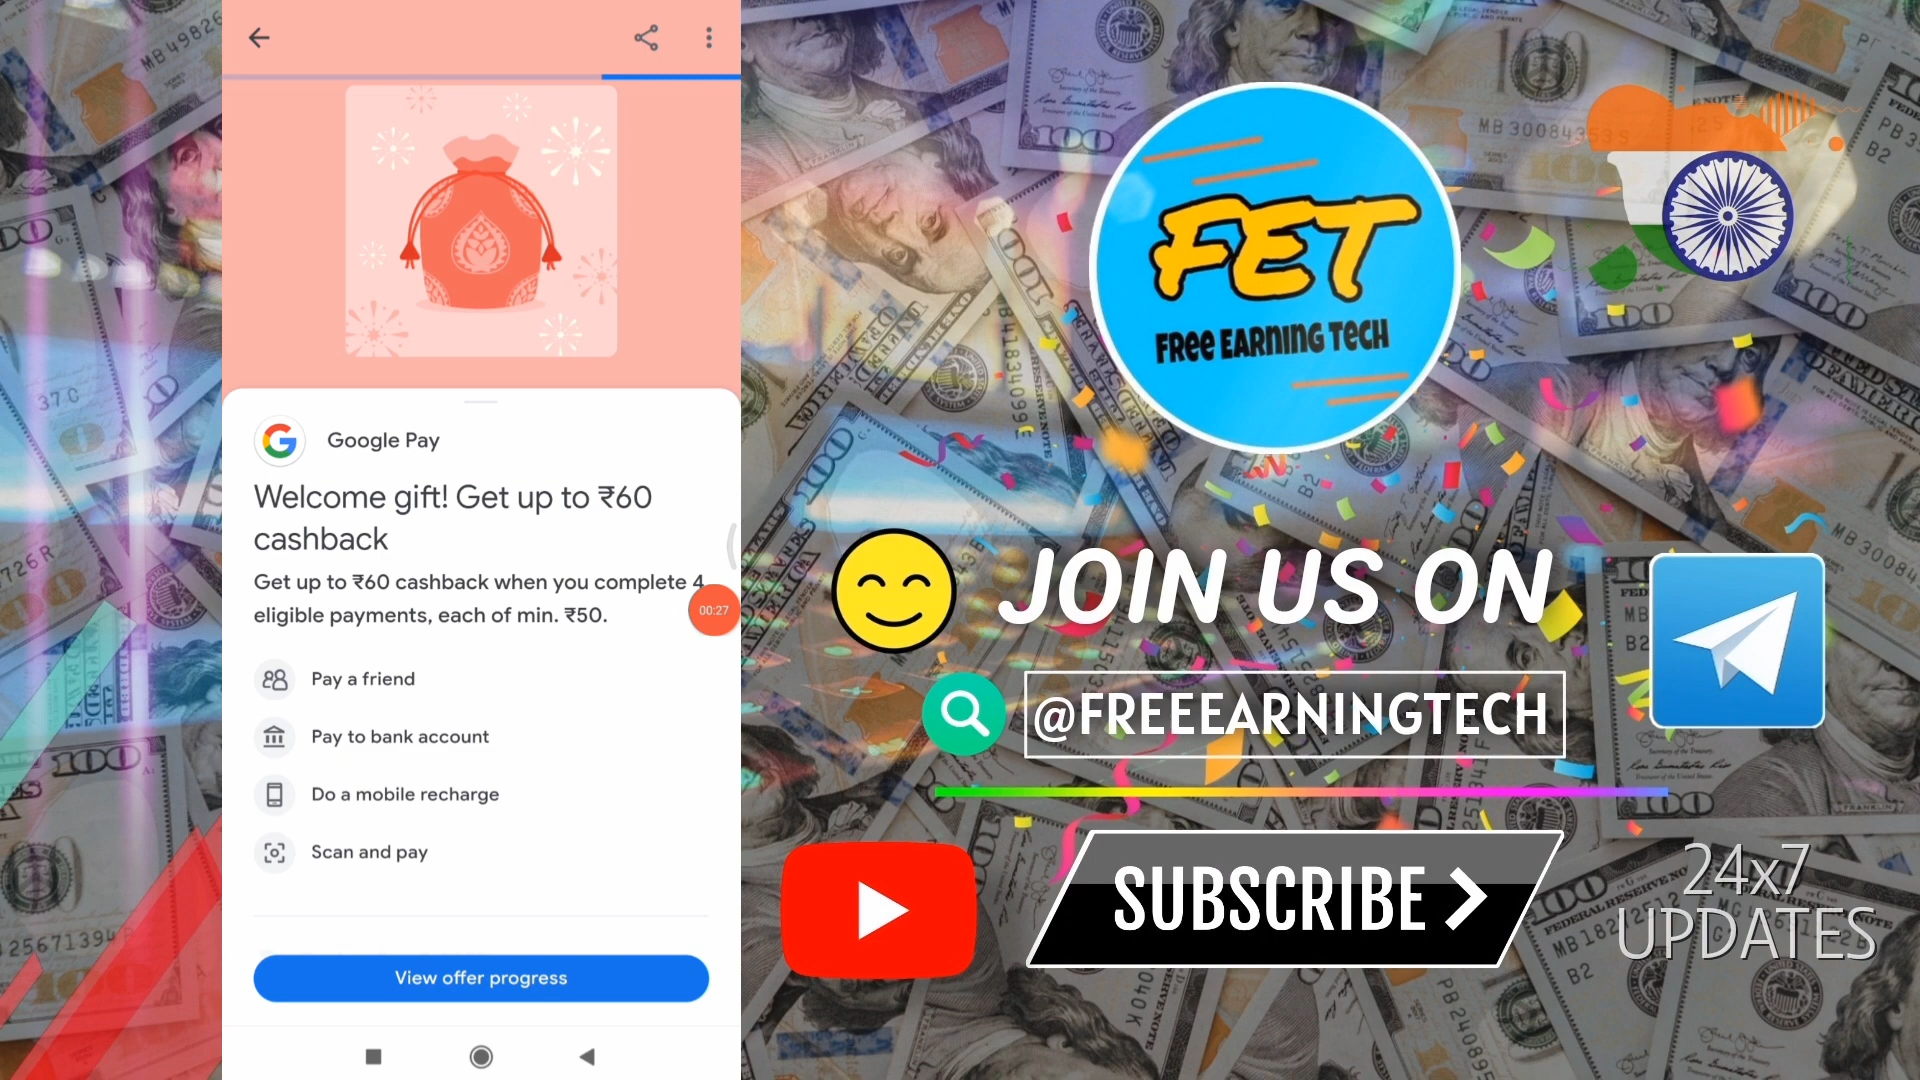 Google Pay
Welcome gift! Get up to ₹60
cashback
Get up to ₹60 cashback when you complete 4
eligible payments, each of min. ₹50.
00:27
Pay a friend
Pay to bank account
Do a mobile recharge
Scan and pay
View offer progress
FET
FREE EARNING TECH
JOIN US ON
@FREEEARNINGTECH
SUBSCRIBE
24x7
UPDATES